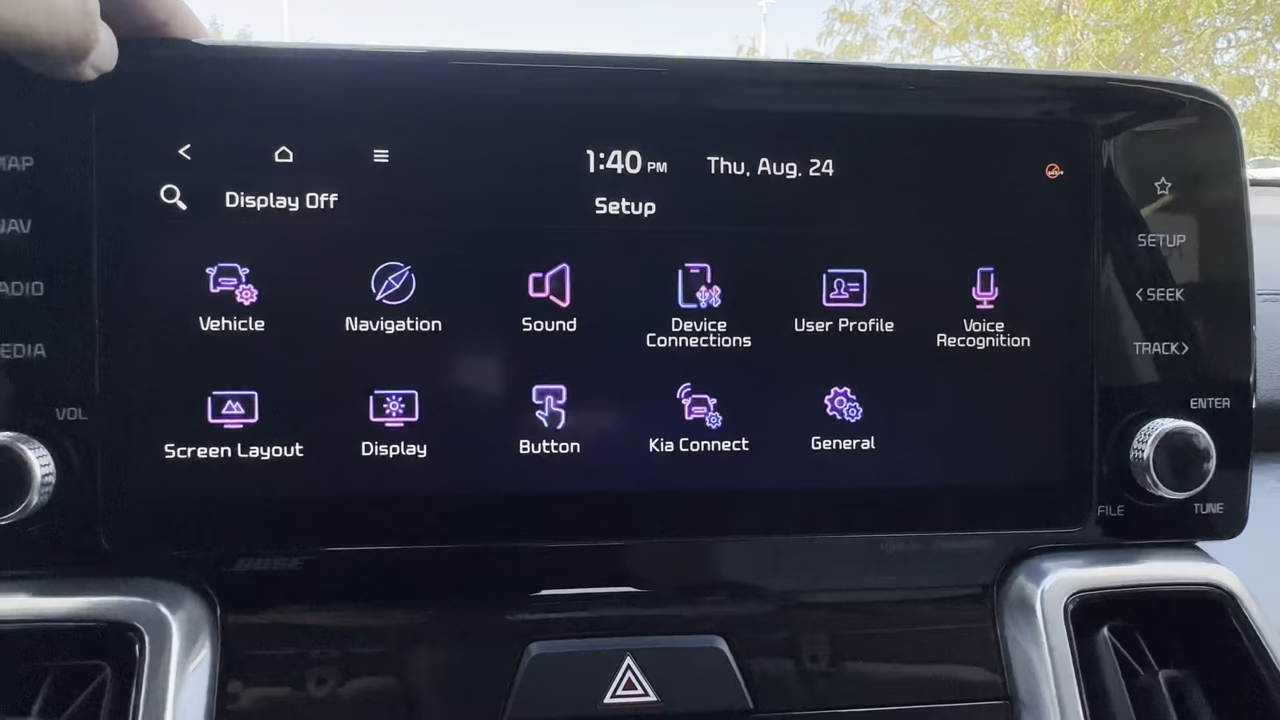 1:40 PM Thu, Aug. 24
Display Off
Setup
Vehicle
Navigation
Sound
Device
Connections
User Profile
Voice
Recognition
Screen Layout
Display
Button
Kia Connect
General
MAP
NAV
RADIO
MEDIA
VOL
SETUP
< SEEK
TRACK >
ENTER
FILE
TUNE
BOSE